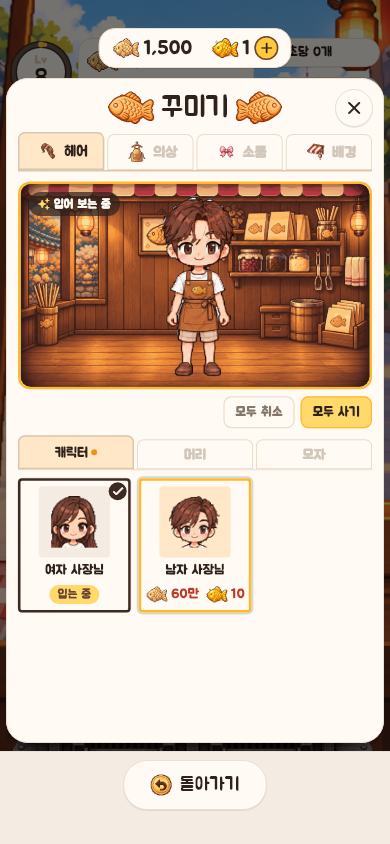 1,500
1
Lv
초당 0개
꾸미기
헤어
의상
소품
배경
입어 보는 중
모두 취소
모두 사기
캐릭터
머리
모자
여자 사장님
남자 사장님
입는 중
60만
10
돌아가기